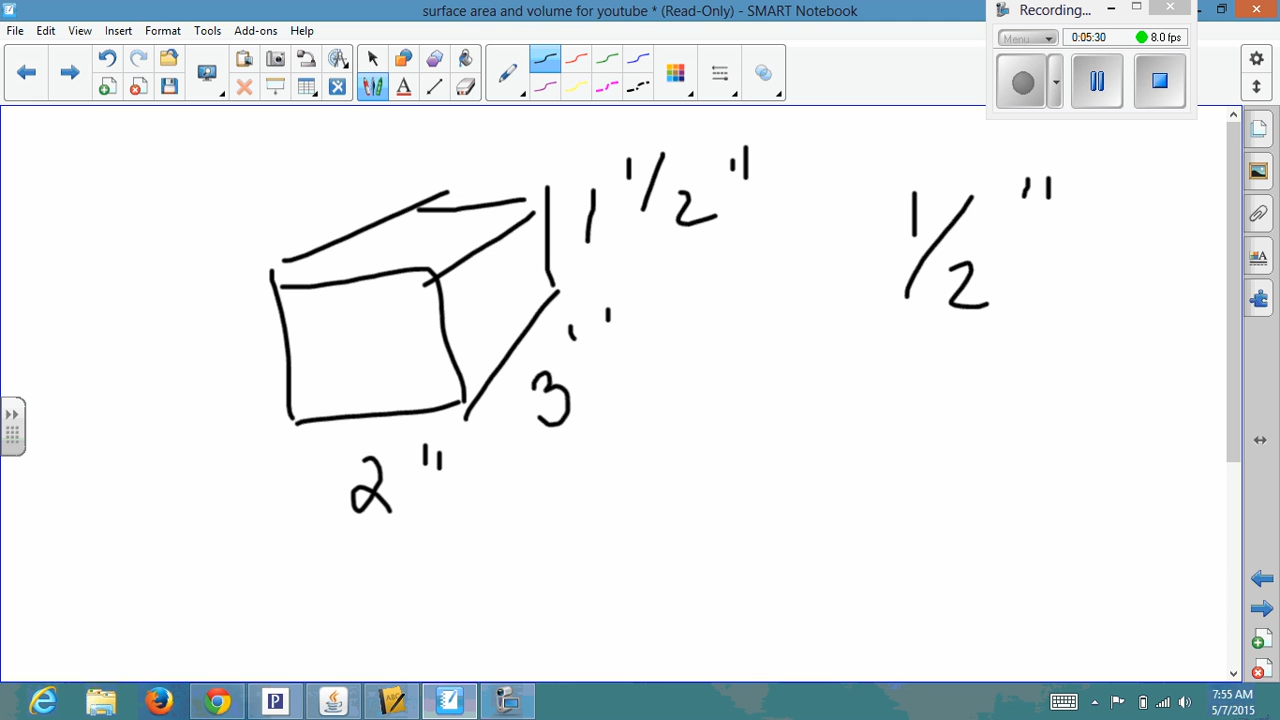 surface area and volume for youtube * (Read-Only) - SMART Notebook
Recording...
File Edit View Insert Format Tools Add-ons Help
Menu 0:05:30 8.0 fps
1 1/2 "
1/2 "
3 "
2 "
7:55 AM
5/7/2015